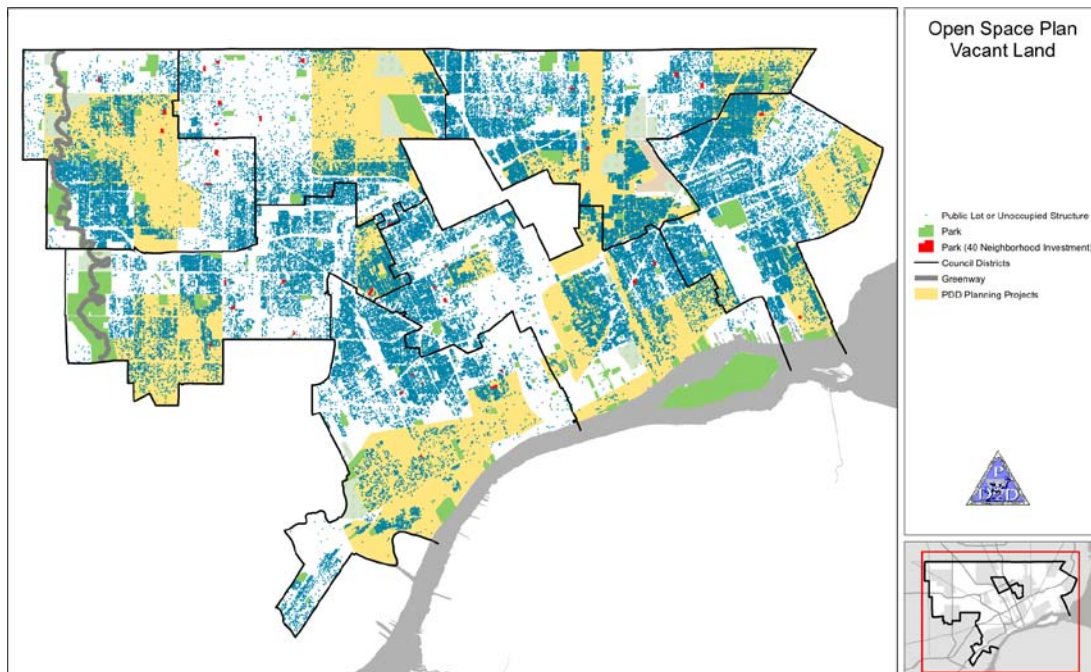 Open Space Plan
Vacant Land
Public Lot or Unoccupied Structure
Park
Park (40 Neighborhood Investment)
Council Districts
Greenway
PDD Planning Projects
P
D D